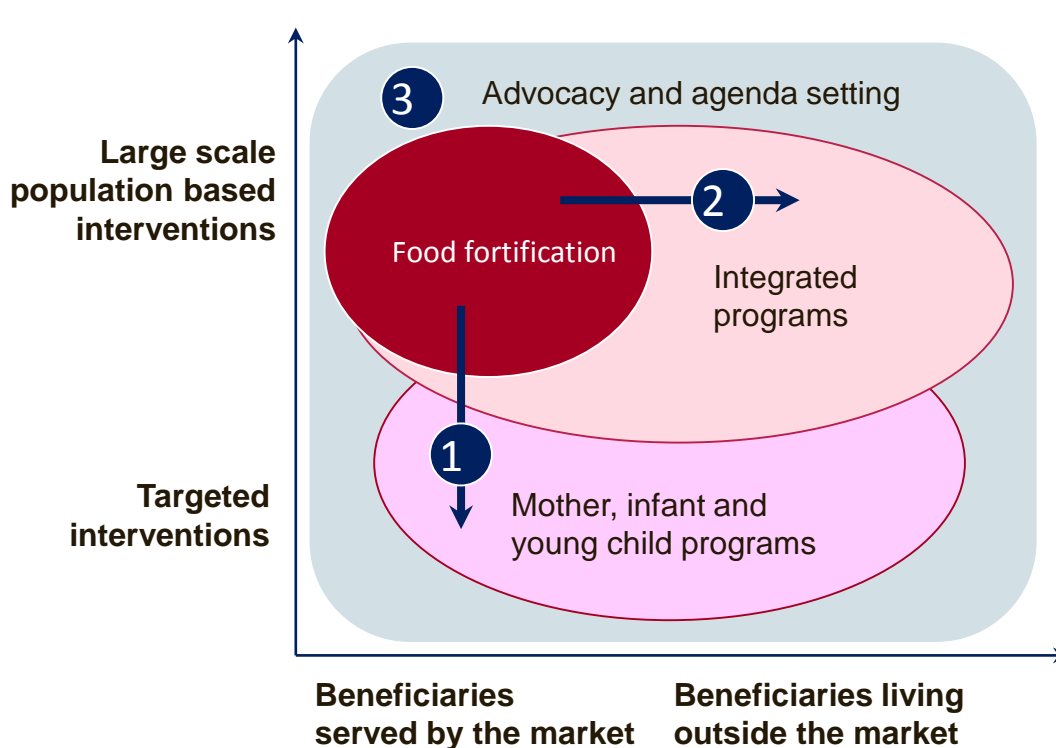 3
Advocacy and agenda setting
Large scale
population based
interventions
2
Food fortification
Integrated
programs
1
Targeted
interventions
Mother, infant and
young child programs
Beneficiaries
served by the market
Beneficiaries living
outside the market